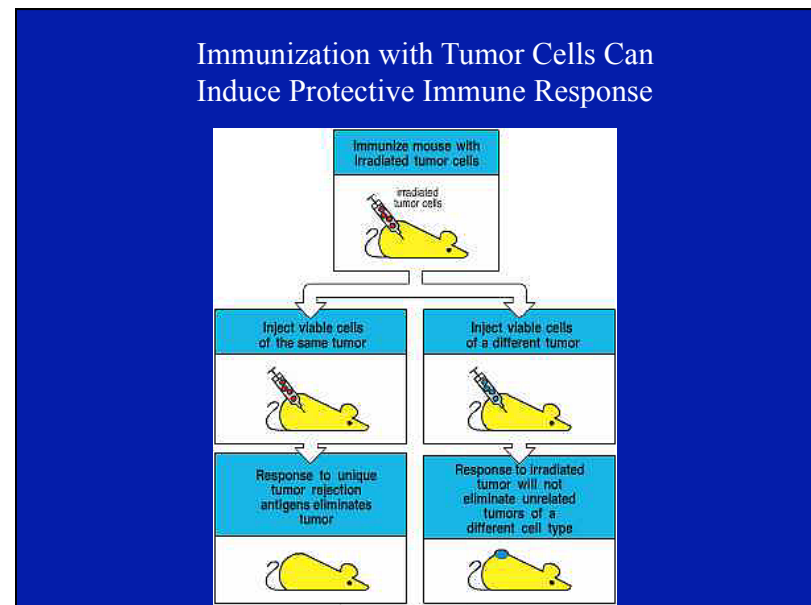 Immunization with Tumor Cells Can
Induce Protective Immune Response
Immunize mouse with
irradiated tumor cells
irradiated
tumor cells
Inject viable cells
of the same tumor
Inject viable cells
of a different tumor
Response to unique
tumor rejection
antigens eliminates
tumor
Response to irradiated
tumor will not
eliminate unrelated
tumors of a
different cell type